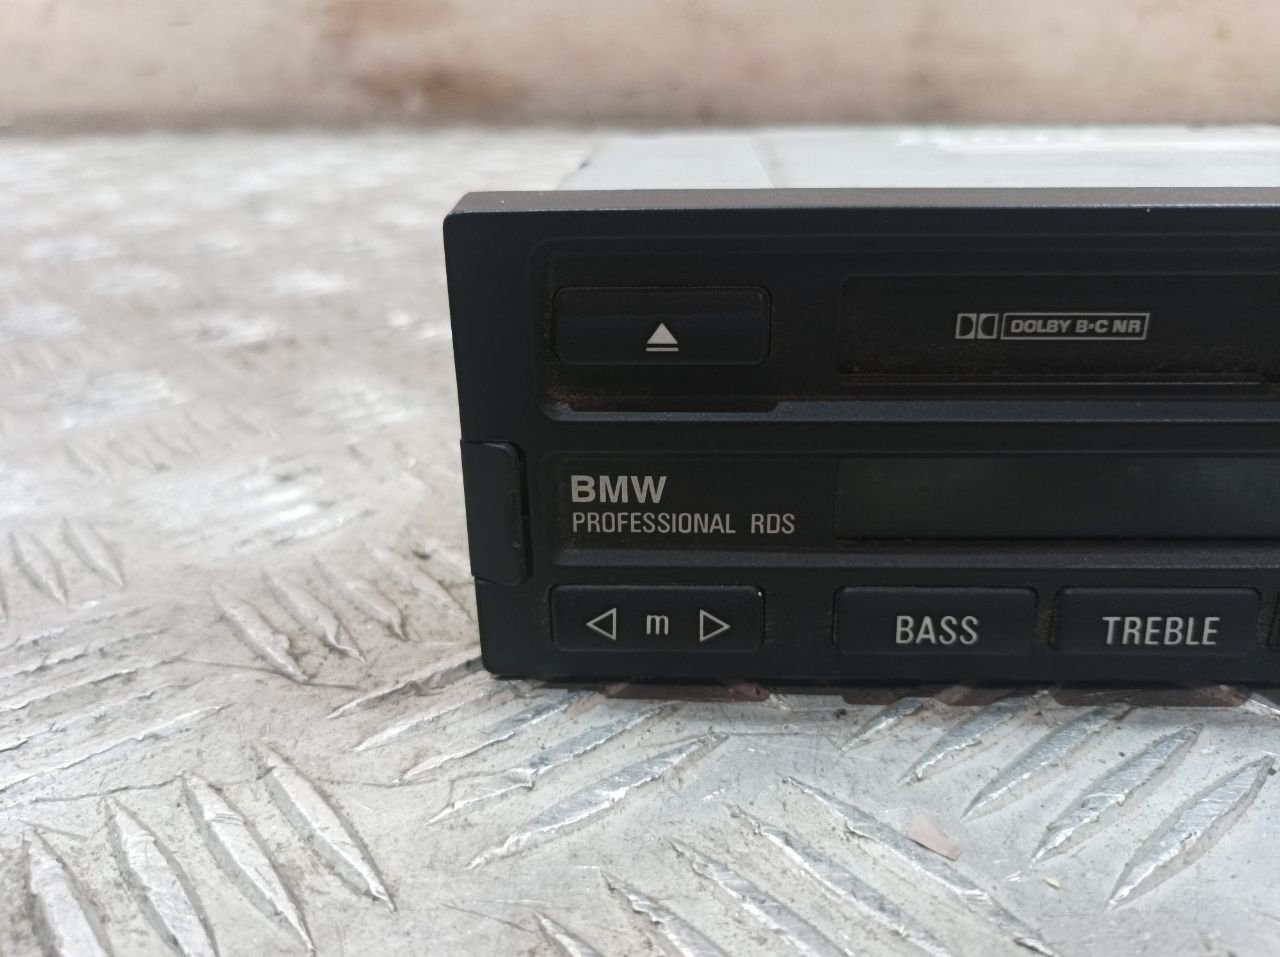 DOLBY B·C NR
BMW
PROFESSIONAL RDS
m BASS TREBLE